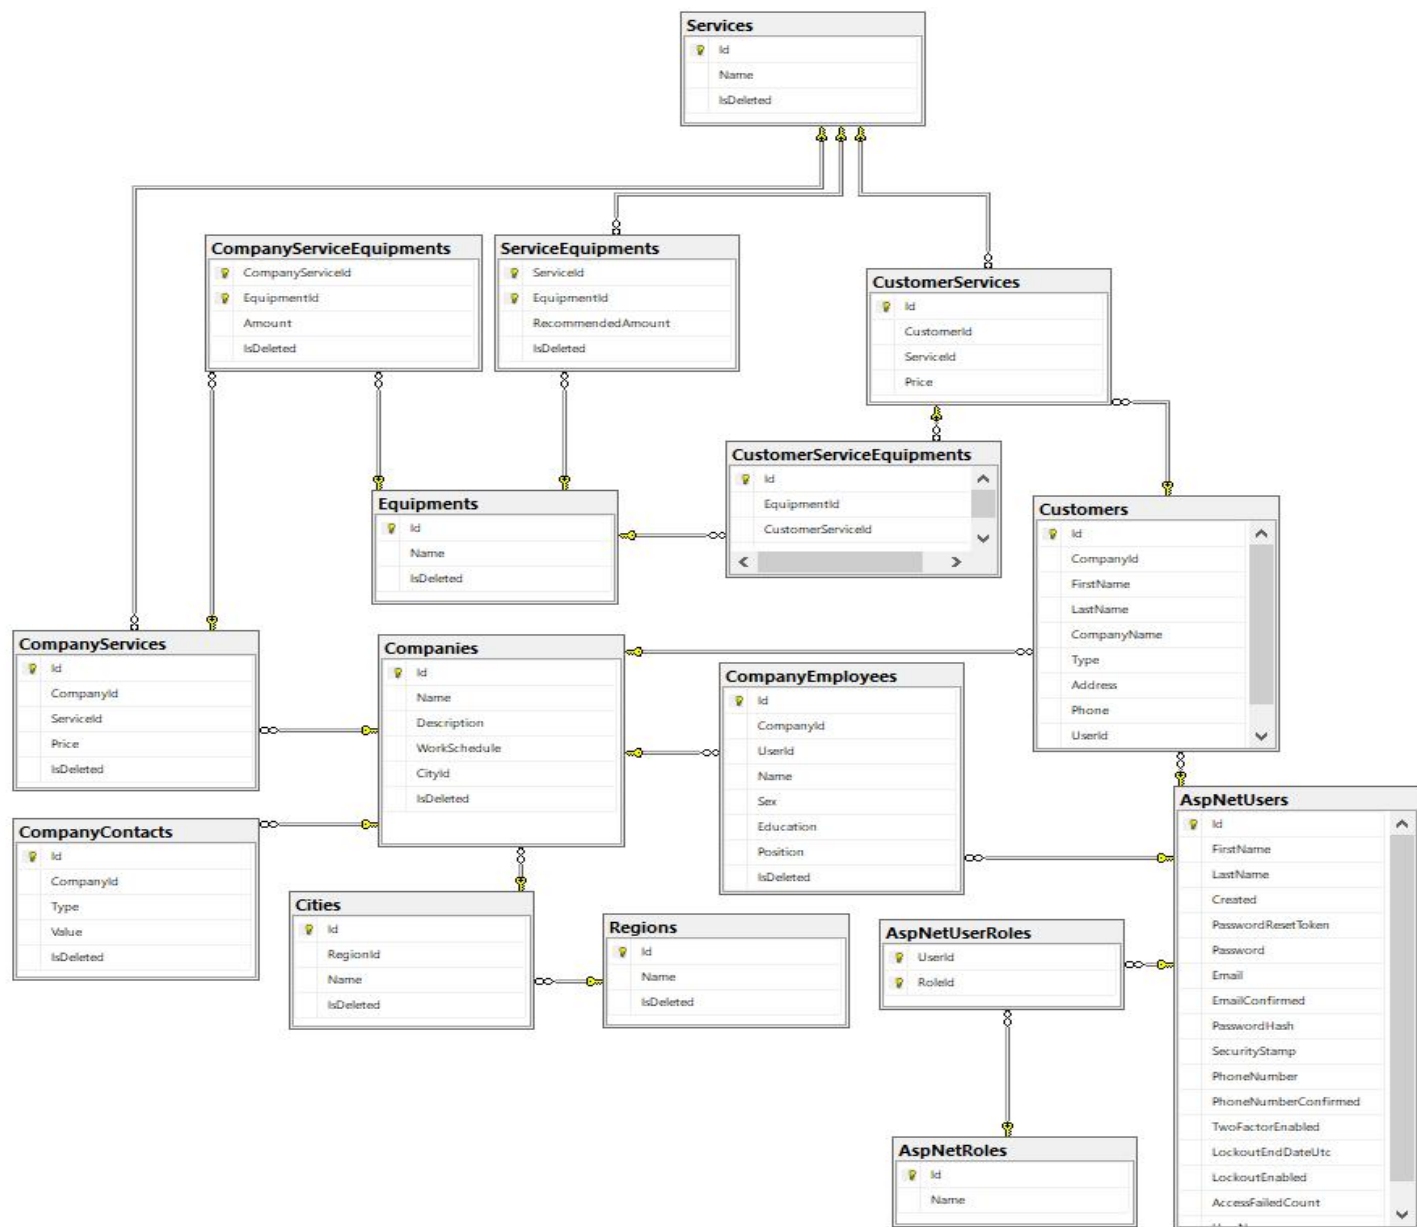 Services
Id
Name
IsDeleted
CompanyServiceEquipments
CompanyServiceId
EquipmentId
Amount
IsDeleted
ServiceEquipments
ServiceId
EquipmentId
RecommendedAmount
IsDeleted
CustomerServices
Id
CustomerId
ServiceId
Price
CustomerServiceEquipments
Id
EquipmentId
CustomerServiceId
Equipments
Id
Name
IsDeleted
Customers
Id
CompanyId
FirstName
LastName
CompanyName
Type
Address
Phone
UserId
CompanyServices
Id
CompanyId
ServiceId
Price
IsDeleted
Companies
Id
Name
Description
WorkSchedule
CityId
IsDeleted
CompanyEmployees
Id
CompanyId
UserId
Name
Sex
Education
Position
IsDeleted
CompanyContacts
Id
CompanyId
Type
Value
IsDeleted
Cities
Id
RegionId
Name
IsDeleted
Regions
Id
Name
IsDeleted
AspNetUserRoles
UserId
RoleId
AspNetUsers
Id
FirstName
LastName
Created
PasswordResetToken
Password
Email
EmailConfirmed
PasswordHash
SecurityStamp
PhoneNumber
PhoneNumberConfirmed
TwoFactorEnabled
LockoutEndDateUtc
LockoutEnabled
AccessFailedCount
AspNetRoles
Id
Name